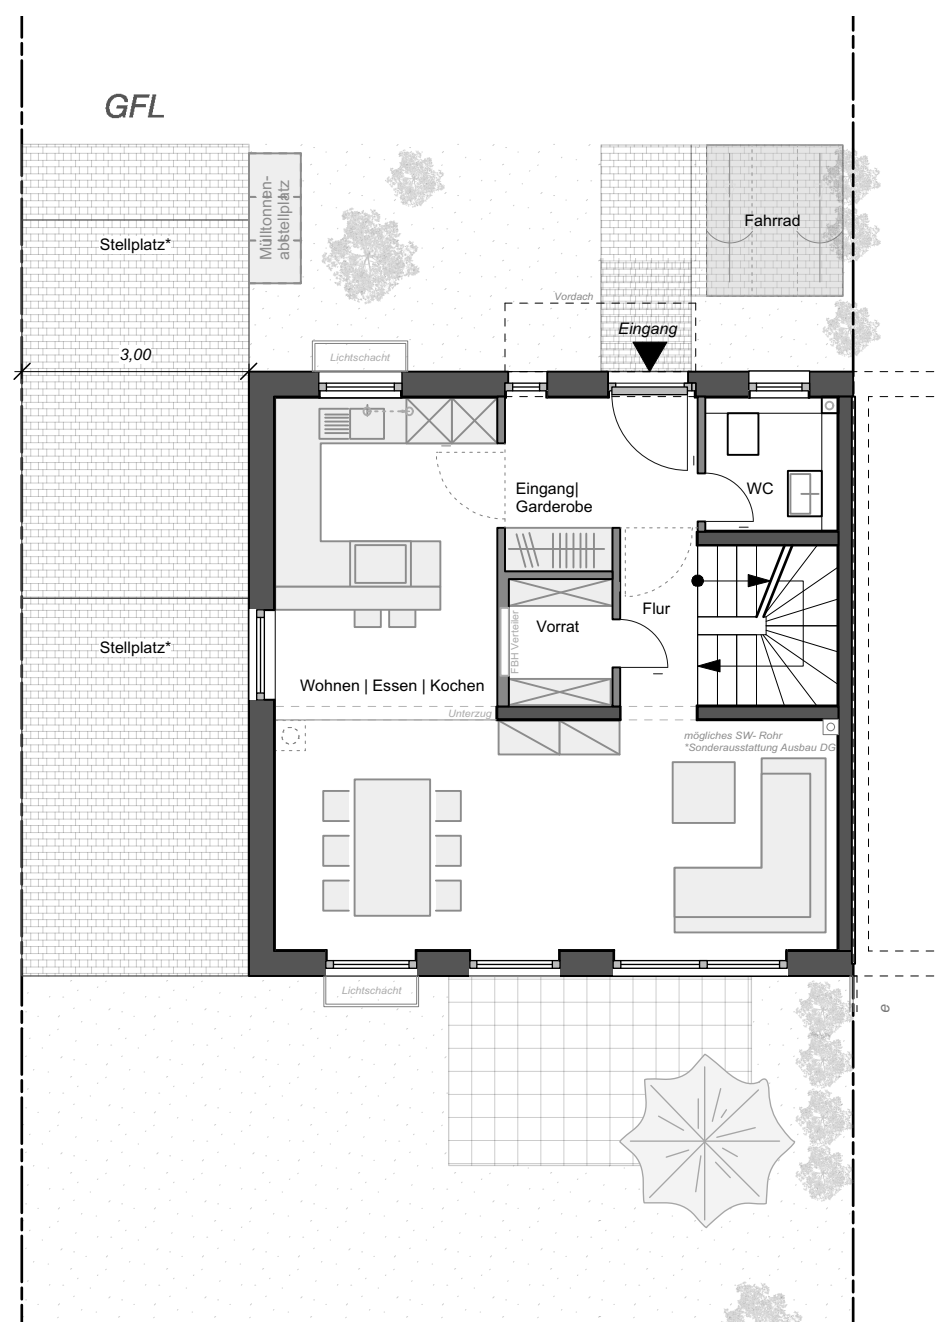 GFL
Mülltonnen-
abstellplatz
Stellplatz*
Fahrrad
Vordach
Eingang
3,00
Lichtschacht
Eingang|
Garderobe
WC
Flur
FBH Verteiler
Vorrat
Stellplatz*
Wohnen | Essen | Kochen
Unterzug
mögliches SW- Rohr
*Sonderausstattung Ausbau DG
Lichtschacht
e